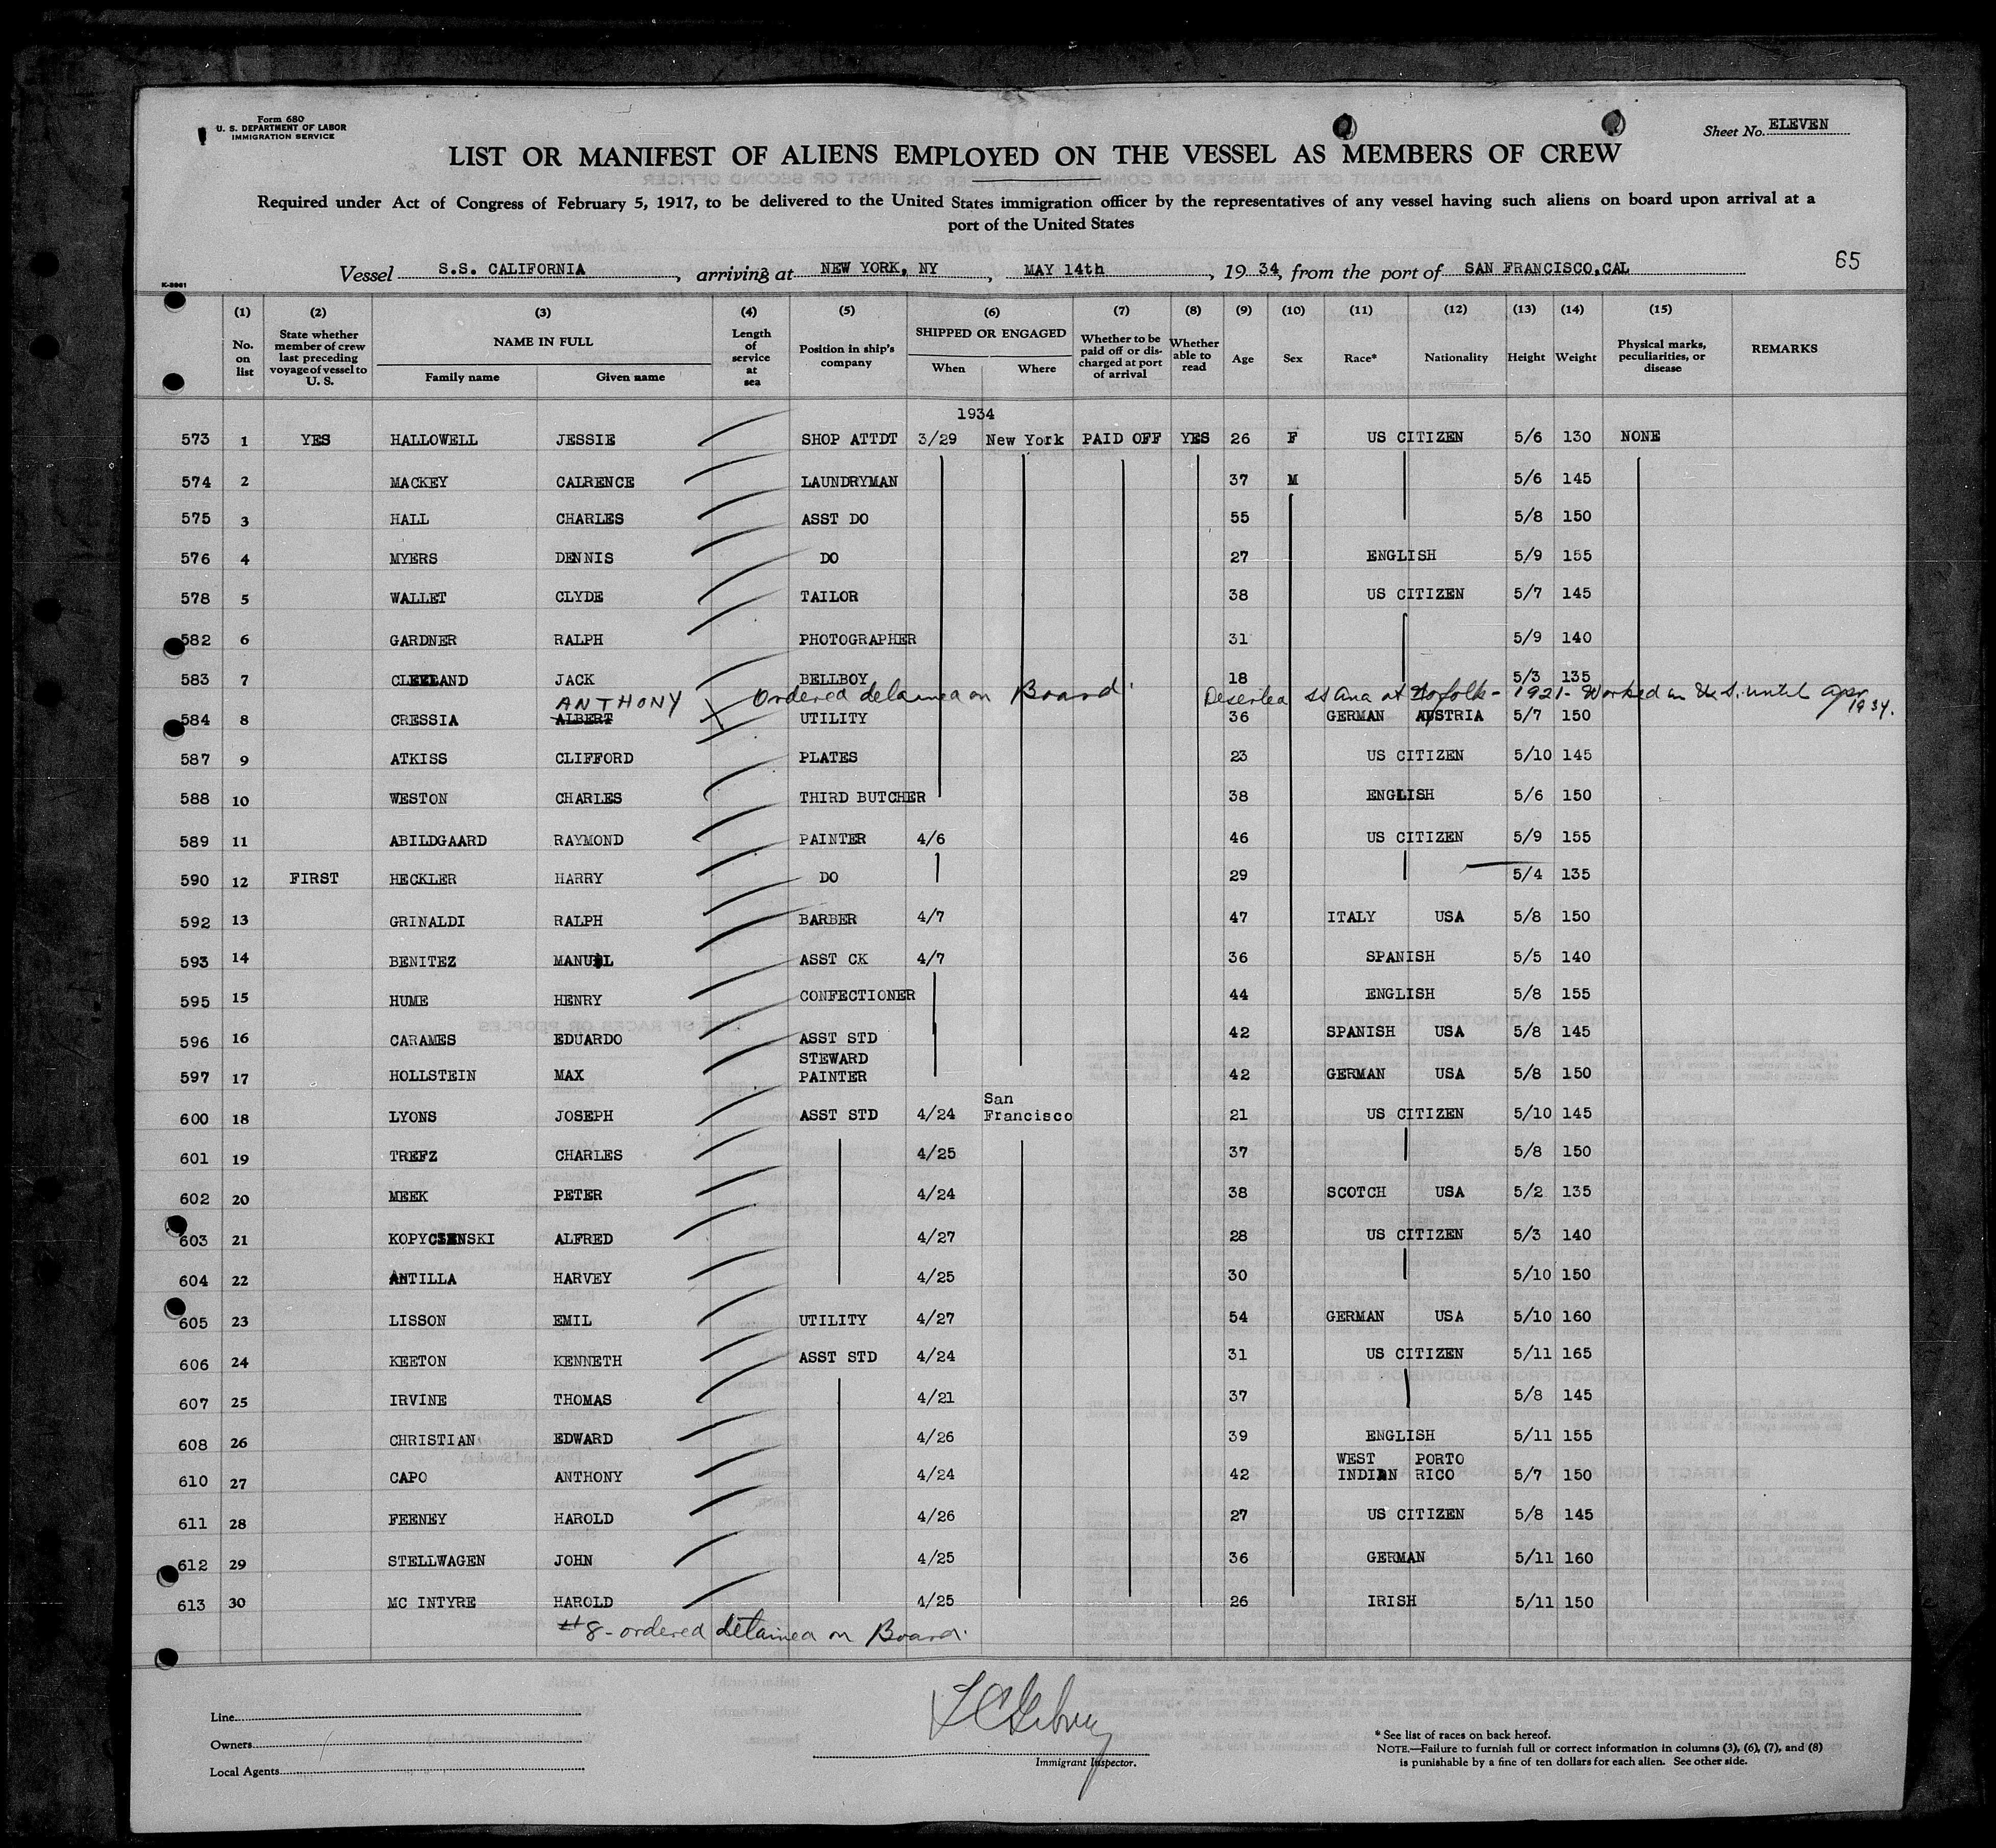 Form 680
U. S. DEPARTMENT OF LABOR
IMMIGRATION SERVICE
Sheet No. ELEVEN
LIST OR MANIFEST OF ALIENS EMPLOYED ON THE VESSEL AS MEMBERS OF CREW
Required under Act of Congress of February 5, 1917, to be delivered to the United States immigration officer by the representatives of any vessel having such aliens on board upon arrival at a
port of the United States
65
Vessel S.S. CALIFORNIA, arriving at NEW YORK, NY, MAY 14th, 1934, from the port of SAN FRANCISCO, CAL
(1) (2) (3) (4) (5) (6) (7) (8) (9) (10) (11) (12) (13) (14) (15)
No. on list | State whether member of crew last preceding voyage of vessel to U. S. | NAME IN FULL Family name Given name | Length of service at sea | Position in ship's company | SHIPPED OR ENGAGED When Where | Whether to be paid off or discharged at port of arrival | Whether able to read | Age | Sex | Race* | Nationality | Height | Weight | Physical marks, peculiarities, or disease | REMARKS
1934
573 1 YES HALLOWELL JESSIE SHOP ATTDT 3/29 New York PAID OFF YES 26 F US CITIZEN 5/6 130 NONE
574 2 MACKEY CALRENCE LAUNDRYMAN 37 M 5/6 145
575 3 HALL CHARLES ASST DO 55 5/8 150
576 4 MYERS DENNIS DO 27 ENGLISH 5/9 155
578 5 WALLET CLYDE TAILOR 38 US CITIZEN 5/7 145
582 6 GARDNER RALPH PHOTOGRAPHER 31 5/9 140
583 7 CLEELAND JACK BELLBOY 18 5/3 135
ANTHONY Ordered detained on Board. Deserted SS at Norfolk - 1921 - Worked in U.S. until Apr 1934.
584 8 CRESSIA ALBERT UTILITY 36 GERMAN AUSTRIA 5/7 150
587 9 ATKISS CLIFFORD PLATES 23 US CITIZEN 5/10 145
588 10 WESTON CHARLES THIRD BUTCHER 38 ENGLISH 5/6 150
589 11 ABILDGAARD RAYMOND PAINTER 4/6 46 US CITIZEN 5/9 155
590 12 FIRST HECKLER HARRY DO 29 5/4 135
592 13 GRINALDI RALPH BARBER 4/7 47 ITALY USA 5/8 150
593 14 BENITEZ MANUEL ASST CK 4/7 36 SPANISH 5/5 140
595 15 HUME HENRY CONFECTIONER 44 ENGLISH 5/8 155
596 16 CARAMES EDUARDO ASST STD 42 SPANISH USA 5/8 145
STEWARD
597 17 HOLLSTEIN MAX PAINTER 42 GERMAN USA 5/8 150
San
600 18 LYONS JOSEPH ASST STD 4/24 Francisco 21 US CITIZEN 5/10 145
601 19 TREFZ CHARLES 4/25 37 5/8 150
602 20 MEEK PETER 4/24 38 SCOTCH USA 5/2 135
603 21 KOPYCIENSKI ALFRED 4/27 28 US CITIZEN 5/3 140
604 22 ANTILLA HARVEY 4/25 30 5/10 150
605 23 LISSON EMIL UTILITY 4/27 54 GERMAN USA 5/10 160
606 24 KEETON KENNETH ASST STD 4/24 31 US CITIZEN 5/11 165
607 25 IRVINE THOMAS 4/21 37 5/8 145
608 26 CHRISTIAN EDWARD 4/26 39 ENGLISH 5/11 155
WEST PORTO
610 27 CAPO ANTHONY 4/24 42 INDIAN RICO 5/7 150
611 28 FEENEY HAROLD 4/26 27 US CITIZEN 5/8 145
612 29 STELLWAGEN JOHN 4/25 36 GERMAN 5/11 160
613 30 MC INTYRE HAROLD 4/25 26 IRISH 5/11 150
#8 - ordered detained on Board.
Line
Owners
Local Agents
Immigrant Inspector.
* See list of races on back hereof.
NOTE.—Failure to furnish full or correct information in columns (3), (6), (7), and (8)
is punishable by a fine of ten dollars for each alien. See other side.
K-8961